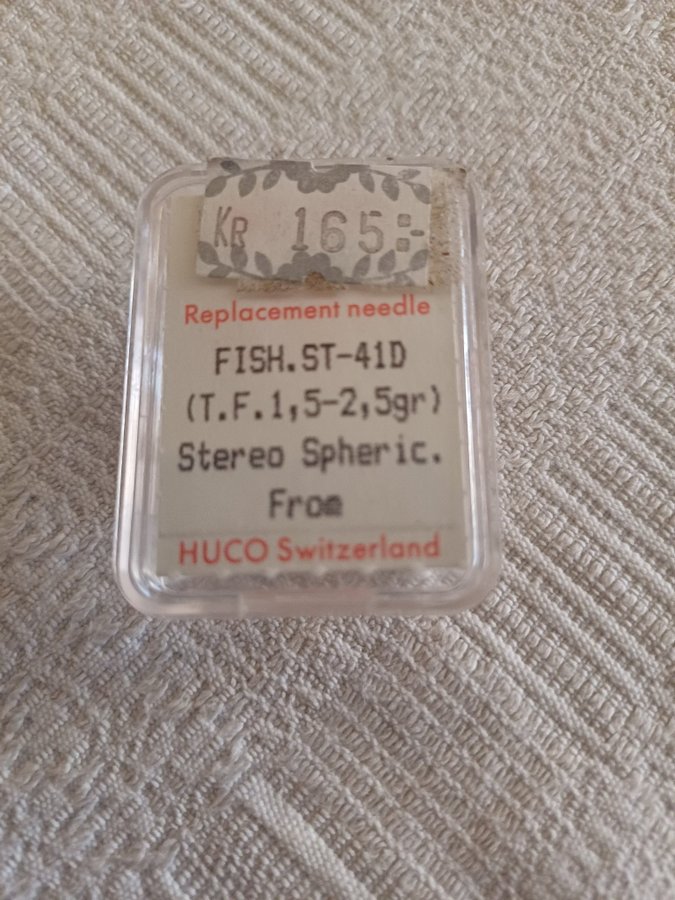 KR 165:-
Replacement needle
FISH.ST-41D
(T.F.1,5-2,5gr)
Stereo Spheric.
From
HUCO Switzerland